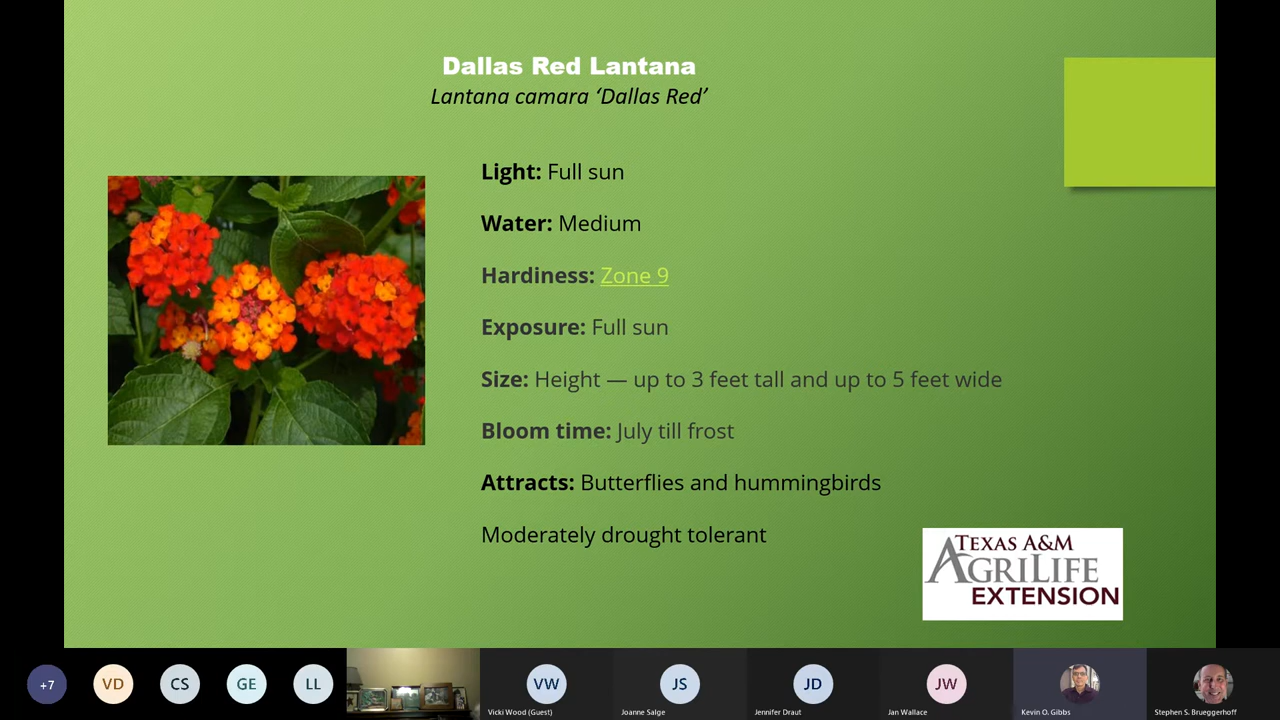 Dallas Red Lantana
Lantana camara ‘Dallas Red’
Light: Full sun
Water: Medium
Hardiness: Zone 9
Exposure: Full sun
Size: Height — up to 3 feet tall and up to 5 feet wide
Bloom time: July till frost
Attracts: Butterflies and hummingbirds
Moderately drought tolerant
TEXAS A&M
AGRILIFE
EXTENSION
+7
VD
CS
GE
LL
VW
JS
JD
JW
Vicki Wood (Guest)
Joanne Salge
Jennifer Draut
Jan Wallace
Kevin O. Gibbs
Stephen S. Brueggerhoff